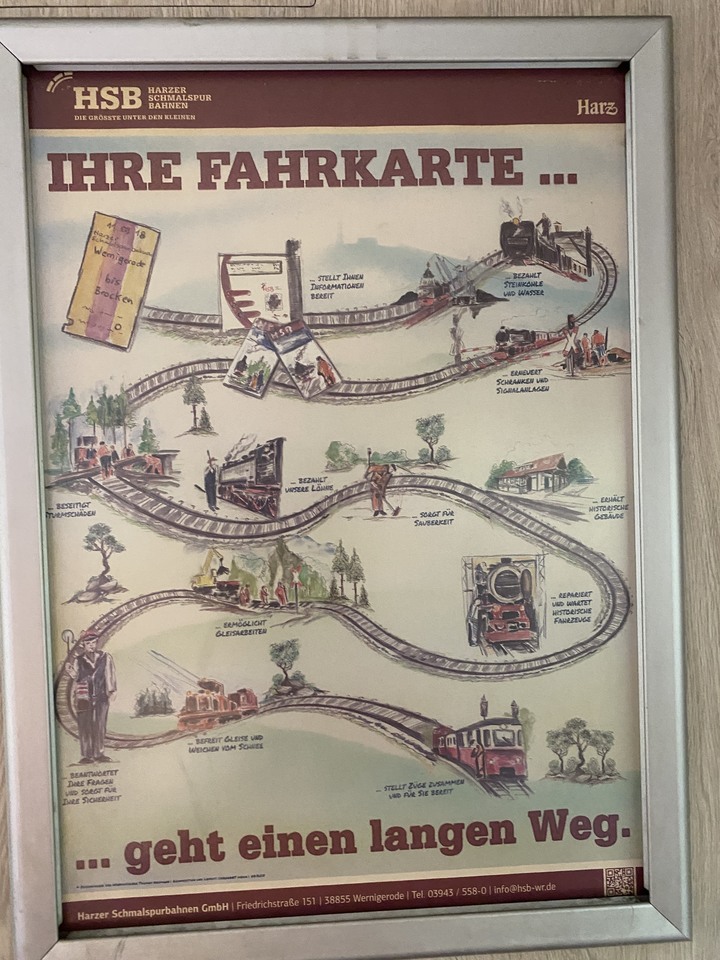 HSB HARZER
SCHMALSPUR
BAHNEN
DIE GRÖSSTE UNTER DEN KLEINEN
Harz
IHRE FAHRKARTE ...
Wernigerode
bis
Brocken
... STELLT IHNEN
INFORMATIONEN
BEREIT
... BEZAHLT
STEINKOHLE
UND WASSER
... ERNEUERT
SCHRANKEN UND
SIGNALANLAGEN
BESEITIGT
TURMSCHÄDEN
... BEZAHLT
UNSERE LÖHNE
... SORGT FÜR
SAUBERKEIT
... ERHÄLT
HISTORISCHE
GEBÄUDE
... REPARIERT
UND WARTET
HISTORISCHE
FAHRZEUGE
... ERMÖGLICHT
GLEISARBEITEN
... BEFREIT GLEISE UND
WEICHEN VOM SCHNEE
... BEANTWORTET
IHRE FRAGEN
UND SORGT FÜR
IHRE SICHERHEIT
... STELLT ZÜGE ZUSAMMEN
UND FÜR SIE BEREIT
... geht einen langen Weg.
Harzer Schmalspurbahnen GmbH | Friedrichstraße 151 | 38855 Wernigerode | Tel. 03943 / 558-0 | info@hsb-wr.de